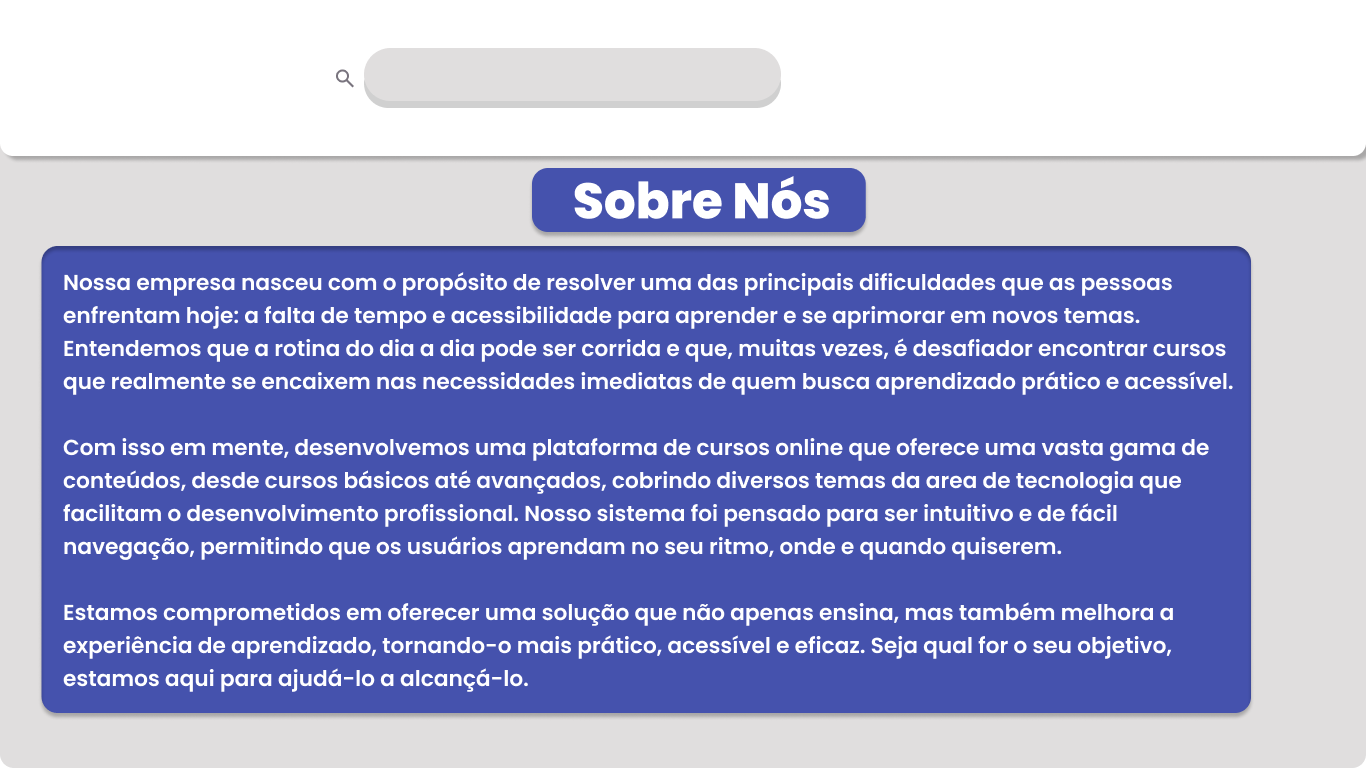 Sobre Nós
Nossa empresa nasceu com o propósito de resolver uma das principais dificuldades que as pessoas
enfrentam hoje: a falta de tempo e acessibilidade para aprender e se aprimorar em novos temas.
Entendemos que a rotina do dia a dia pode ser corrida e que, muitas vezes, é desafiador encontrar cursos
que realmente se encaixem nas necessidades imediatas de quem busca aprendizado prático e acessível.
Com isso em mente, desenvolvemos uma plataforma de cursos online que oferece uma vasta gama de
conteúdos, desde cursos básicos até avançados, cobrindo diversos temas da area de tecnologia que
facilitam o desenvolvimento profissional. Nosso sistema foi pensado para ser intuitivo e de fácil
navegação, permitindo que os usuários aprendam no seu ritmo, onde e quando quiserem.
Estamos comprometidos em oferecer uma solução que não apenas ensina, mas também melhora a
experiência de aprendizado, tornando-o mais prático, acessível e eficaz. Seja qual for o seu objetivo,
estamos aqui para ajudá-lo a alcançá-lo.